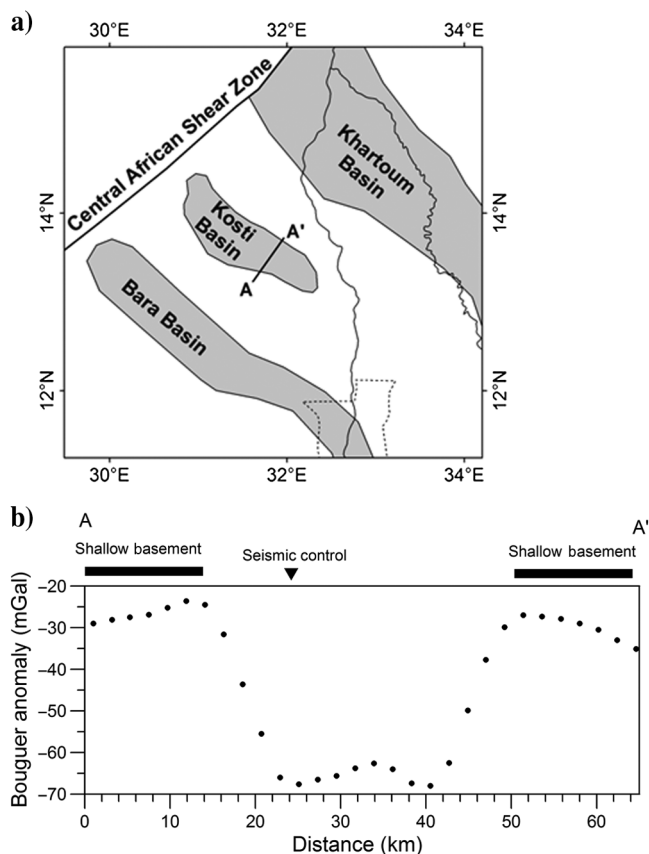 a)
30°E 32°E 34°E
Central African Shear Zone
Khartoum
Basin
14°N 14°N
Kosti
Basin
A'
A
Bara Basin
12°N 12°N
30°E 32°E 34°E
b)
A A'
Shallow basement Seismic control Shallow basement
Bouguer anomaly (mGal)
−20
−30
−40
−50
−60
−70
0 10 20 30 40 50 60
Distance (km)